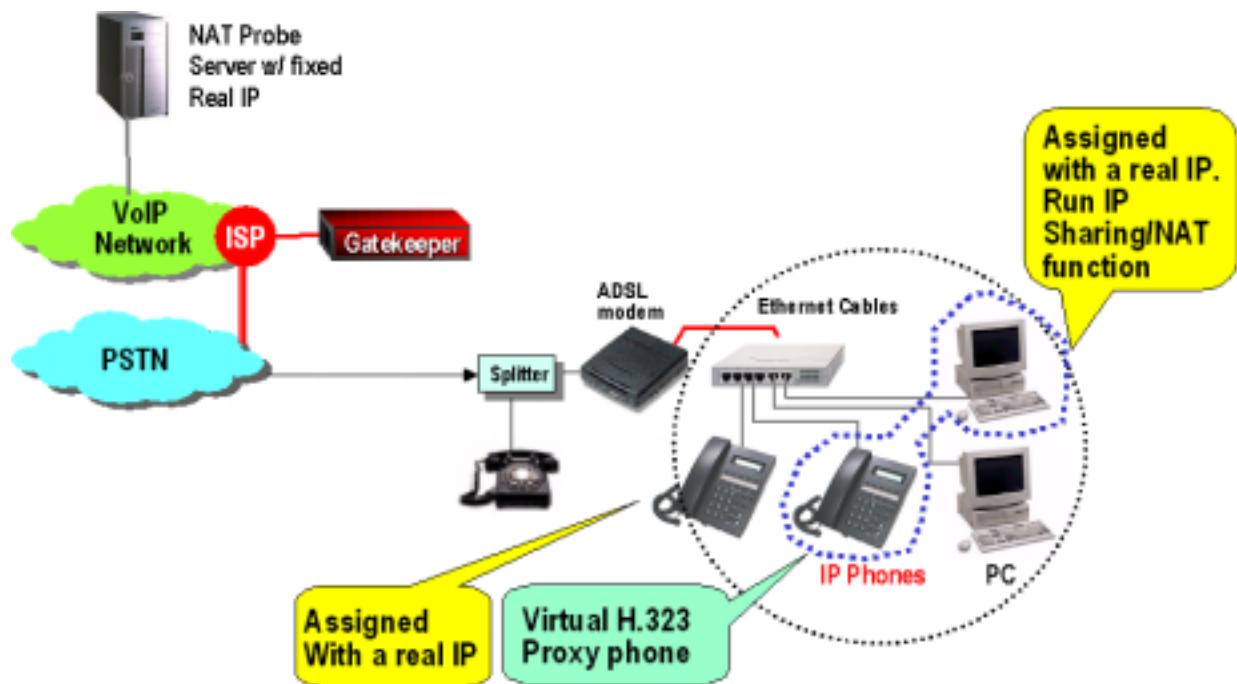 NAT Probe
Server w/ fixed
Real IP
VoIP
Network
ISP
Gatekeeper
PSTN
Splitter
ADSL
modem
Ethernet Cables
Assigned
with a real IP.
Run IP
Sharing/NAT
function
IP Phones
PC
Assigned
With a real IP
Virtual H.323
Proxy phone